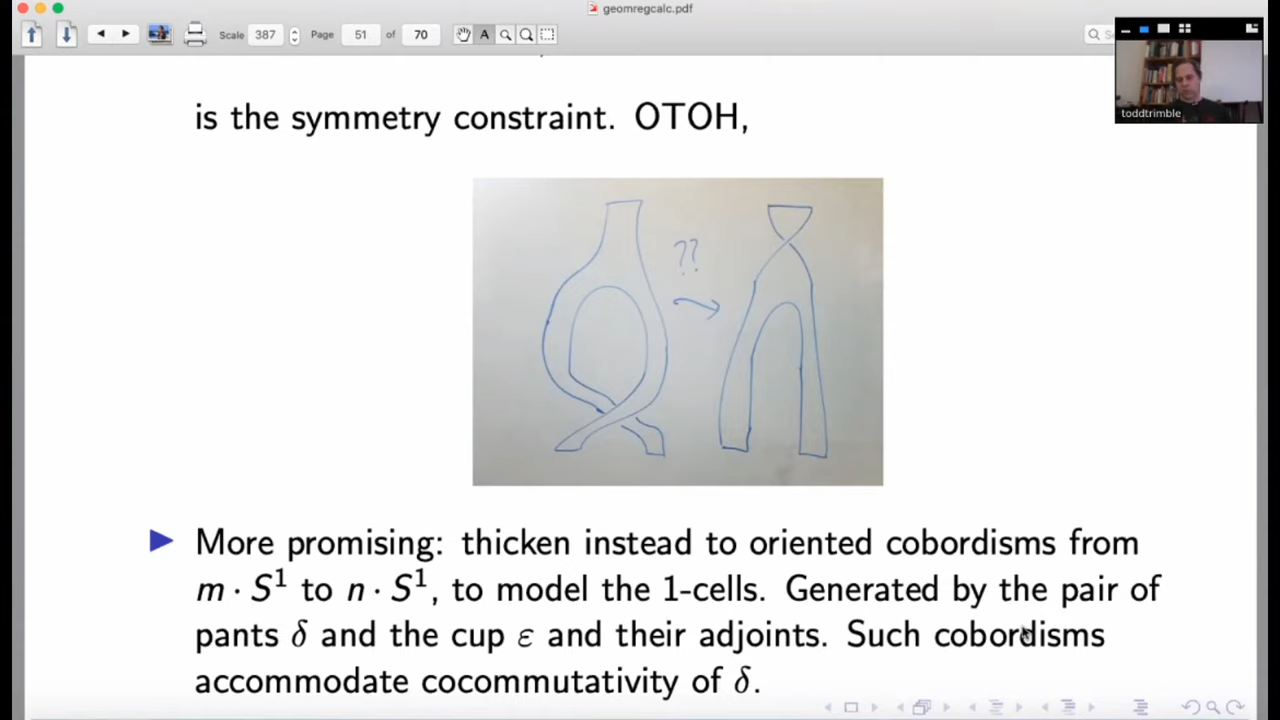 geomregcalc.pdf
Scale 387 Page 51 of 70 A
toddtrimble
is the symmetry constraint. OTOH,
??
More promising: thicken instead to oriented cobordisms from
m · S¹ to n · S¹, to model the 1-cells. Generated by the pair of
pants δ and the cup ε and their adjoints. Such cobordisms
accommodate cocommutativity of δ.